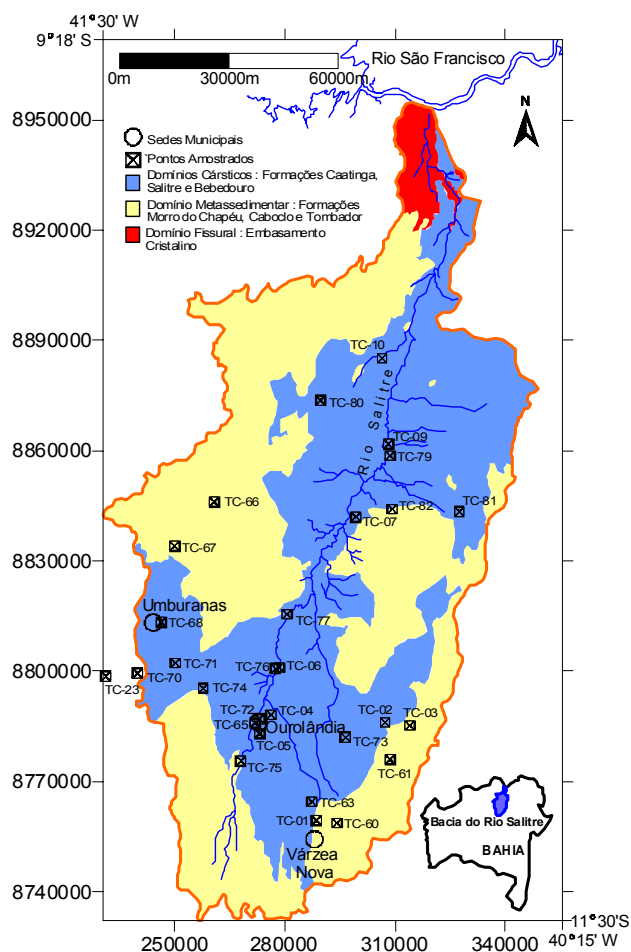 41°30' W
9°18' S
Rio São Francisco
0m 30000m 60000m
N
Sedes Municipais
Pontos Amostrados
Domínios Cársticos : Formações Caatinga,
Salitre e Bebedouro
Domínio Metassedimentar : Formações
Morro do Chapéu, Caboclo e Tombador
Domínio Fissural : Embasamento
Cristalino
8950000
8920000
8890000
8860000
8830000
8800000
8770000
8740000
TC-10
Rio Salitre
TC-80
TC-09
TC-79
TC-66
TC-82
TC-81
TC-07
TC-67
Umburanas
TC-68
TC-77
TC-71
TC-76
TC-06
TC-70
TC-23
TC-74
TC-72
TC-04
TC-02
TC-03
TC-65
Ourolândia
TC-05
TC-73
TC-75
TC-61
TC-63
TC-01
TC-60
Várzea
Nova
Bacia do Rio Salitre
BAHIA
11°30'S
40°15' W
250000 280000 310000 340000